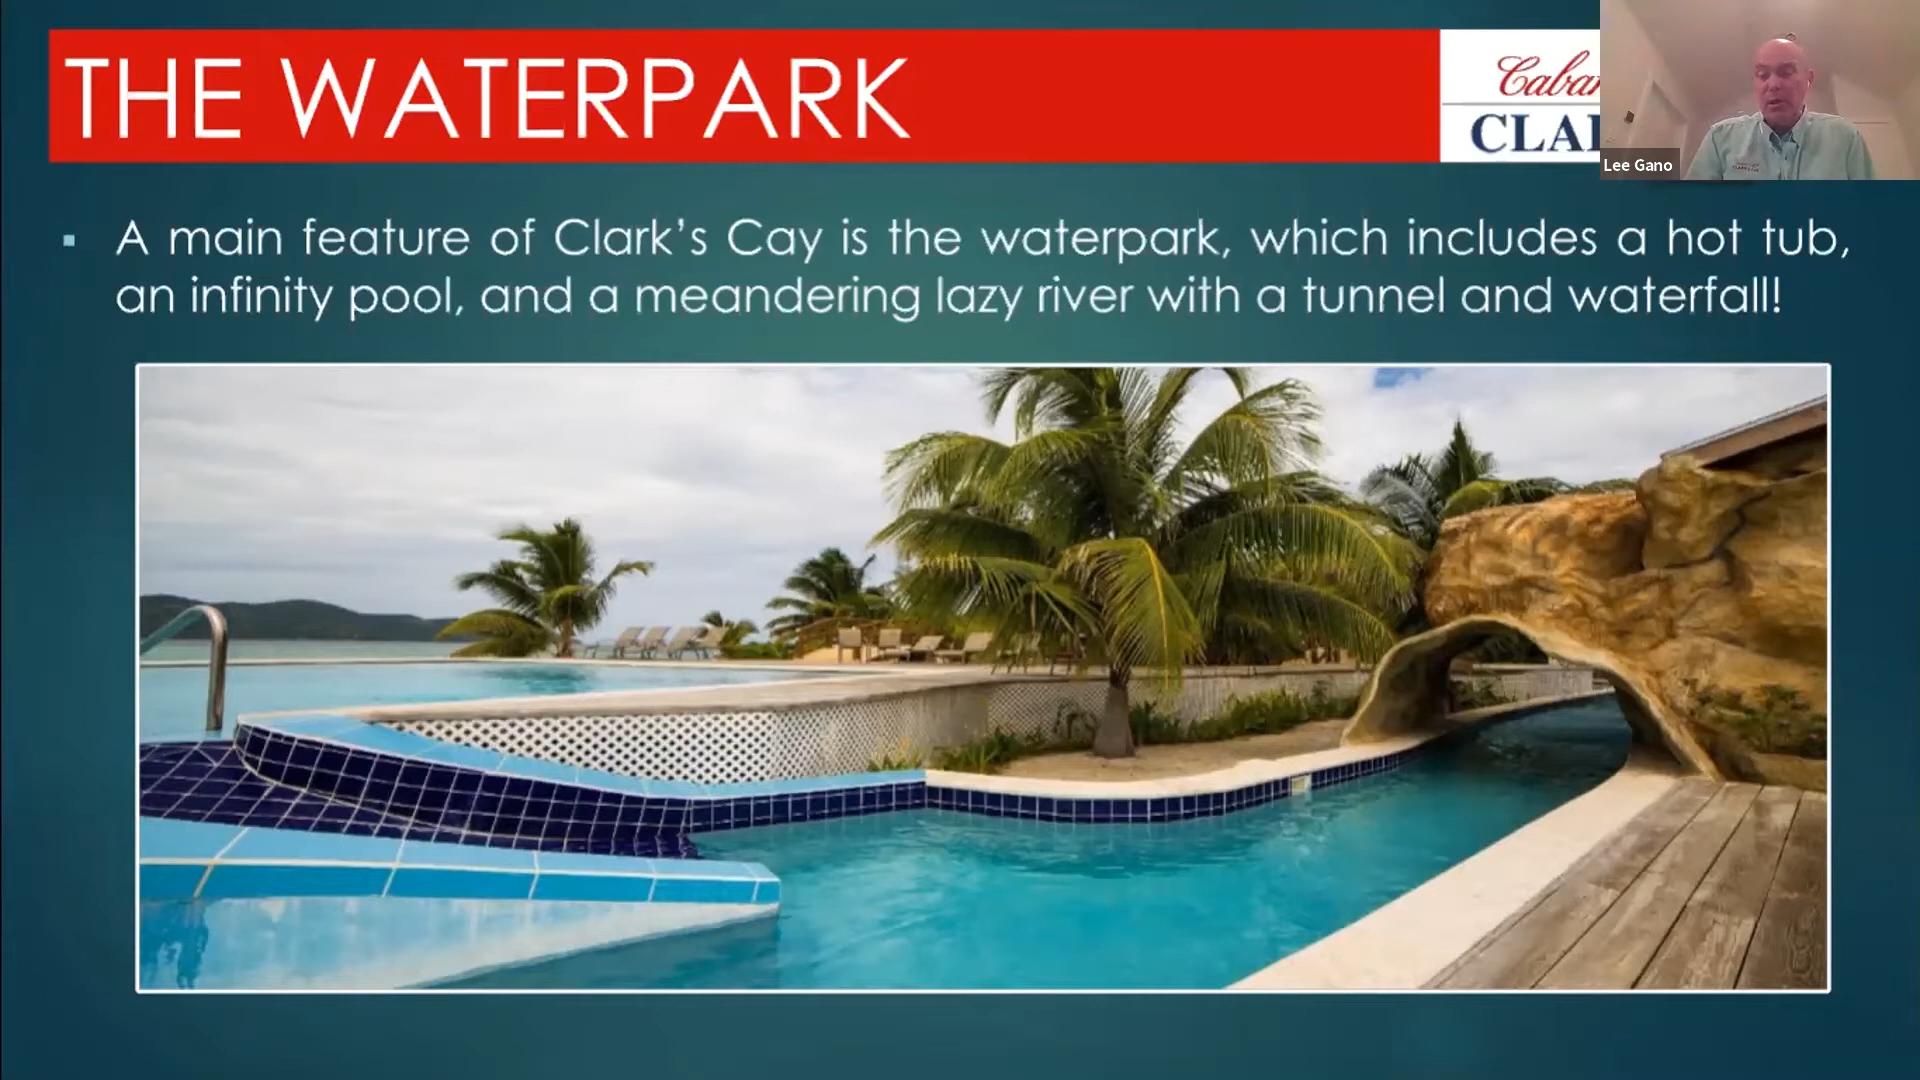 THE WATERPARK
Lee Gano
A main feature of Clark's Cay is the waterpark, which includes a hot tub,
an infinity pool, and a meandering lazy river with a tunnel and waterfall!